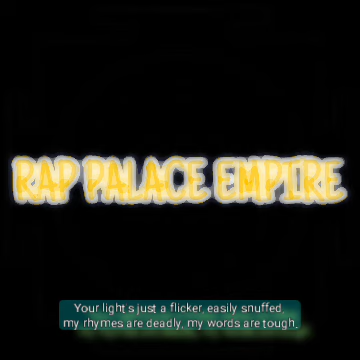 RAP PALACE EMPIRE
Your light's just a flicker, easily snuffed,
my rhymes are deadly, my words are tough.